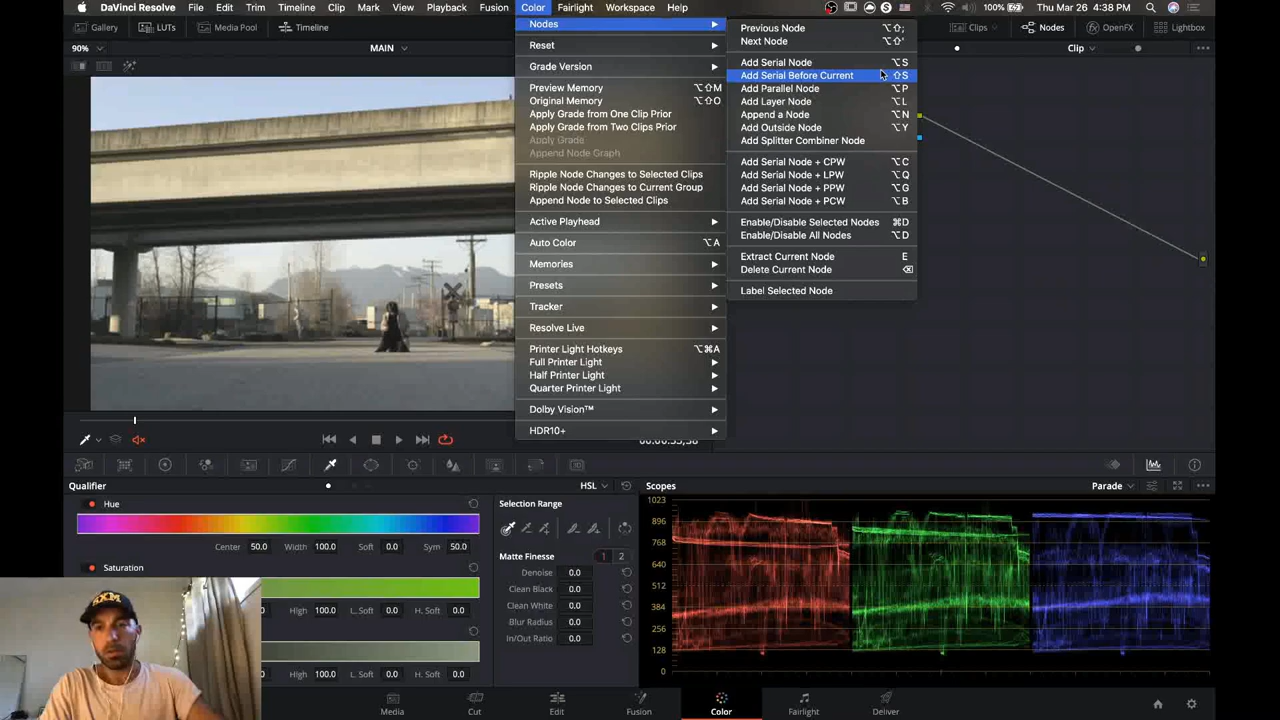 DaVinci Resolve File Edit Trim Timeline Clip Mark View Playback Fusion Color Fairlight Workspace Help 100% Thu Mar 26 4:38 PM
Gallery LUTs Media Pool Timeline Clips Nodes OpenFX Lightbox
90% MAIN Clip
Nodes
Reset
Grade Version
Preview Memory ⌥⇧M
Original Memory ⌥⇧O
Apply Grade from One Clip Prior
Apply Grade from Two Clips Prior
Apply Grade
Append Node Graph
Ripple Node Changes to Selected Clips
Ripple Node Changes to Current Group
Append Node to Selected Clips
Active Playhead
Auto Color ⌥A
Memories
Presets
Tracker
Resolve Live
Printer Light Hotkeys ⌥⌘A
Full Printer Light
Half Printer Light
Quarter Printer Light
Dolby Vision™
HDR10+
Previous Node ⌥⇧;
Next Node ⌥⇧'
Add Serial Node ⌥S
Add Serial Before Current ⇧S
Add Parallel Node ⌥P
Add Layer Node ⌥L
Append a Node ⌥N
Add Outside Node ⌥Y
Add Splitter Combiner Node
Add Serial Node + CPW ⌥C
Add Serial Node + LPW ⌥Q
Add Serial Node + PPW ⌥G
Add Serial Node + PCW ⌥B
Enable/Disable Selected Nodes ⌘D
Enable/Disable All Nodes ⌥D
Extract Current Node E
Delete Current Node ⌫
Label Selected Node
Qualifier HSL
Hue
Center 50.0 Width 100.0 Soft 0.0 Sym 50.0
Saturation
High 100.0 L. Soft 0.0 H. Soft 0.0
High 100.0 L. Soft 0.0 H. Soft 0.0
Selection Range
Matte Finesse 1 2
Denoise 0.0
Clean Black 0.0
Clean White 0.0
Blur Radius 0.0
In/Out Ratio 0.0
Scopes Parade
1023
896
768
640
512
384
256
128
0
Media Cut Edit Fusion Color Fairlight Deliver